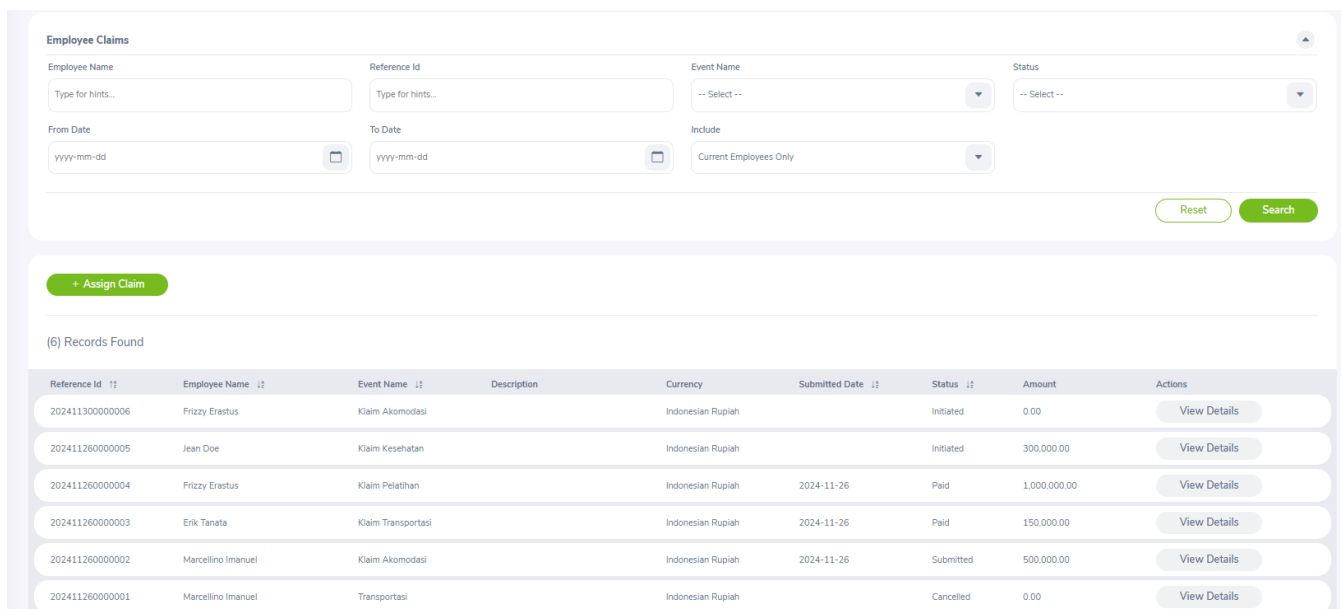 Employee Claims
Employee Name Reference Id Event Name Status
Type for hints... Type for hints... -- Select -- -- Select --
From Date To Date Include
yyyy-mm-dd yyyy-mm-dd Current Employees Only
Reset Search
+ Assign Claim
(6) Records Found
Reference Id Employee Name Event Name Description Currency Submitted Date Status Amount Actions
202411300000006 Frizzy Erastus Klaim Akomodasi Indonesian Rupiah Initiated 0.00 View Details
202411260000005 Jean Doe Klaim Kesehatan Indonesian Rupiah Initiated 300,000.00 View Details
202411260000004 Frizzy Erastus Klaim Pelatihan Indonesian Rupiah 2024-11-26 Paid 1,000,000.00 View Details
202411260000003 Erik Tanata Klaim Transportasi Indonesian Rupiah 2024-11-26 Paid 150,000.00 View Details
202411260000002 Marcellino Imanuel Klaim Akomodasi Indonesian Rupiah 2024-11-26 Submitted 500,000.00 View Details
202411260000001 Marcellino Imanuel Transportasi Indonesian Rupiah Cancelled 0.00 View Details